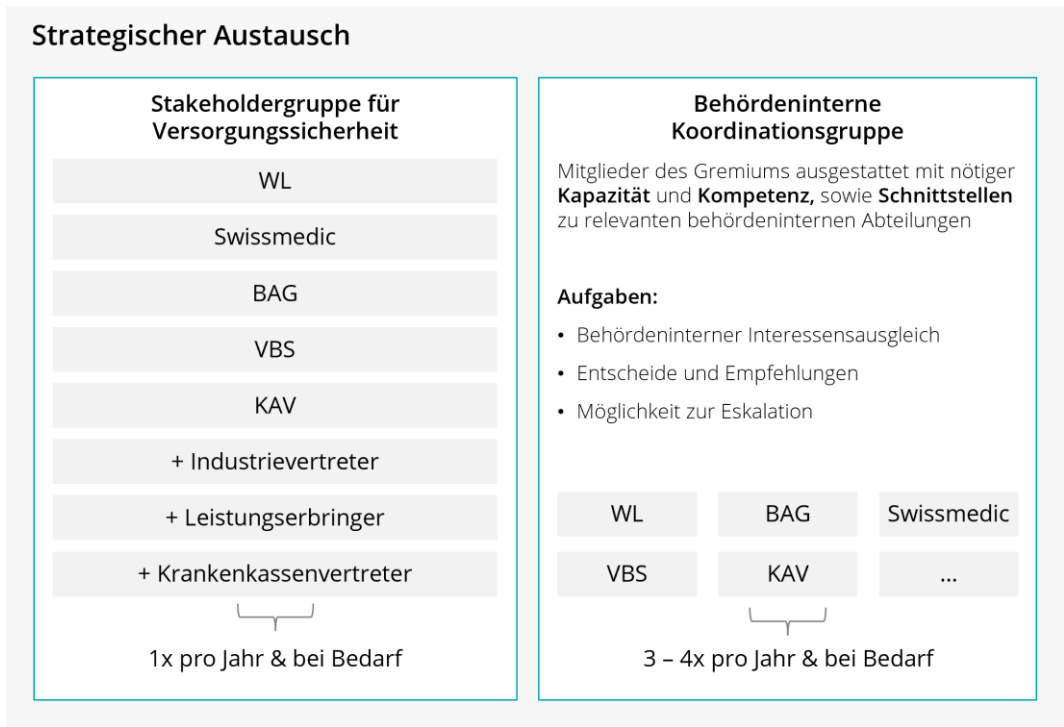 Strategischer Austausch
Stakeholdergruppe für
Versorgungssicherheit
WL
Swissmedic
BAG
VBS
KAV
+ Industrievertreter
+ Leistungserbringer
+ Krankenkassenvertreter
1x pro Jahr & bei Bedarf
Behördeninterne
Koordinationsgruppe
Mitglieder des Gremiums ausgestattet mit nötiger
Kapazität und Kompetenz, sowie Schnittstellen
zu relevanten behördeninternen Abteilungen
Aufgaben:
• Behördeninterner Interessensausgleich
• Entscheide und Empfehlungen
• Möglichkeit zur Eskalation
WL BAG Swissmedic
VBS KAV ...
3 – 4x pro Jahr & bei Bedarf